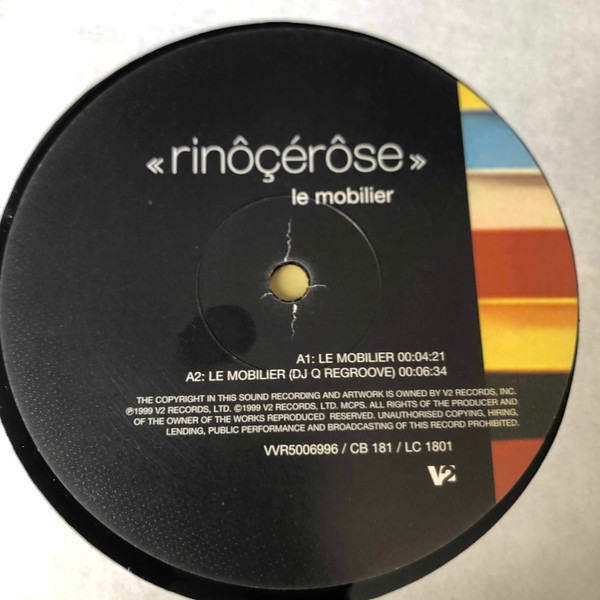 « rinôçérôse »
le mobilier
A1: LE MOBILIER 00:04:21
A2: LE MOBILIER (DJ Q REGROOVE) 00:06:34
THE COPYRIGHT IN THIS SOUND RECORDING AND ARTWORK IS OWNED BY V2 RECORDS, INC.
℗1999 V2 RECORDS, LTD. ©1999 V2 RECORDS, LTD. MCPS. ALL RIGHTS OF THE PRODUCER AND
OF THE OWNER OF THE WORKS REPRODUCED RESERVED. UNAUTHORISED COPYING, HIRING,
LENDING, PUBLIC PERFORMANCE AND BROADCASTING OF THIS RECORD PROHIBITED.
VVR5006996 / CB 181 / LC 1801
V2